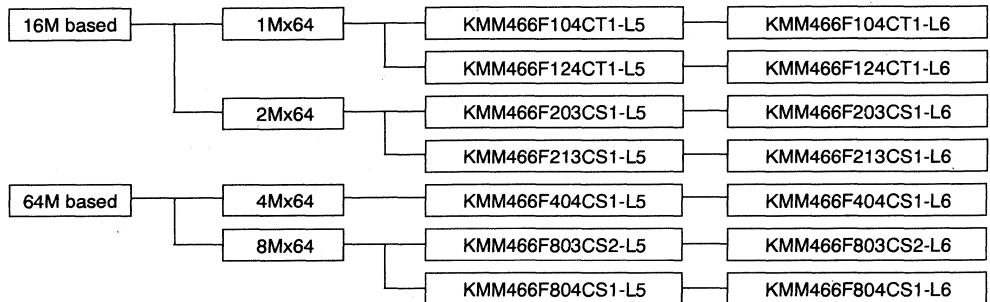 16M based 1Mx64 KMM466F104CT1-L5 KMM466F104CT1-L6
KMM466F124CT1-L5 KMM466F124CT1-L6
2Mx64 KMM466F203CS1-L5 KMM466F203CS1-L6
KMM466F213CS1-L5 KMM466F213CS1-L6
64M based 4Mx64 KMM466F404CS1-L5 KMM466F404CS1-L6
8Mx64 KMM466F803CS2-L5 KMM466F803CS2-L6
KMM466F804CS1-L5 KMM466F804CS1-L6